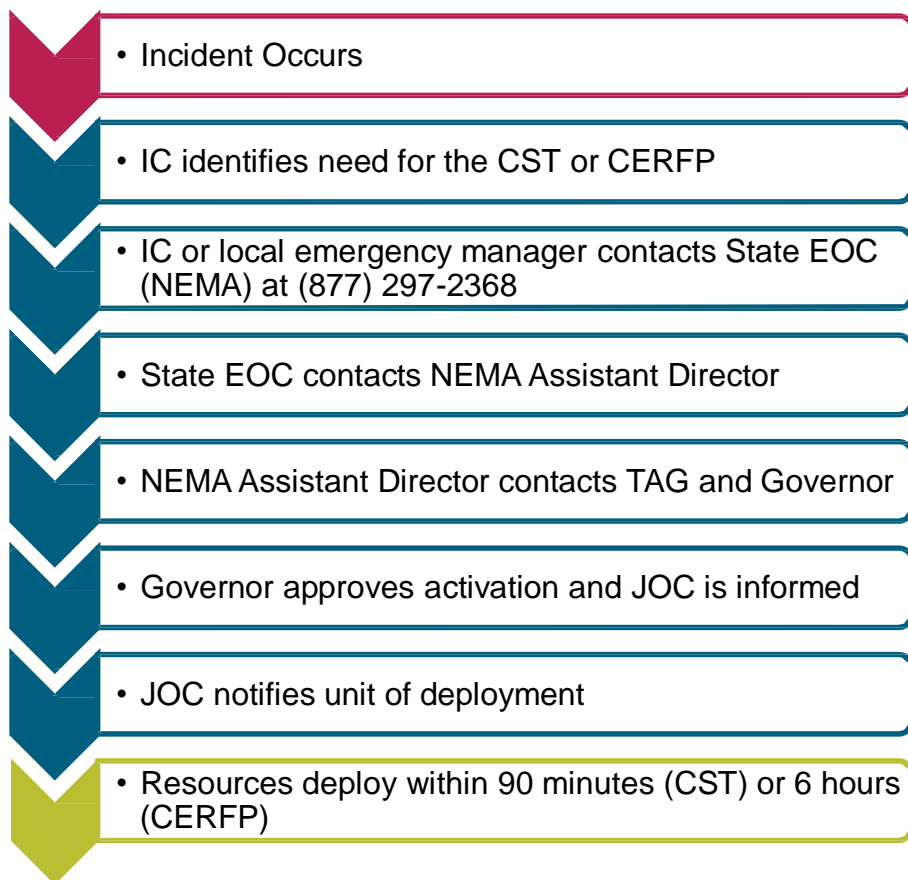 • Incident Occurs
• IC identifies need for the CST or CERFP
• IC or local emergency manager contacts State EOC
(NEMA) at (877) 297-2368
• State EOC contacts NEMA Assistant Director
• NEMA Assistant Director contacts TAG and Governor
• Governor approves activation and JOC is informed
• JOC notifies unit of deployment
• Resources deploy within 90 minutes (CST) or 6 hours
(CERFP)